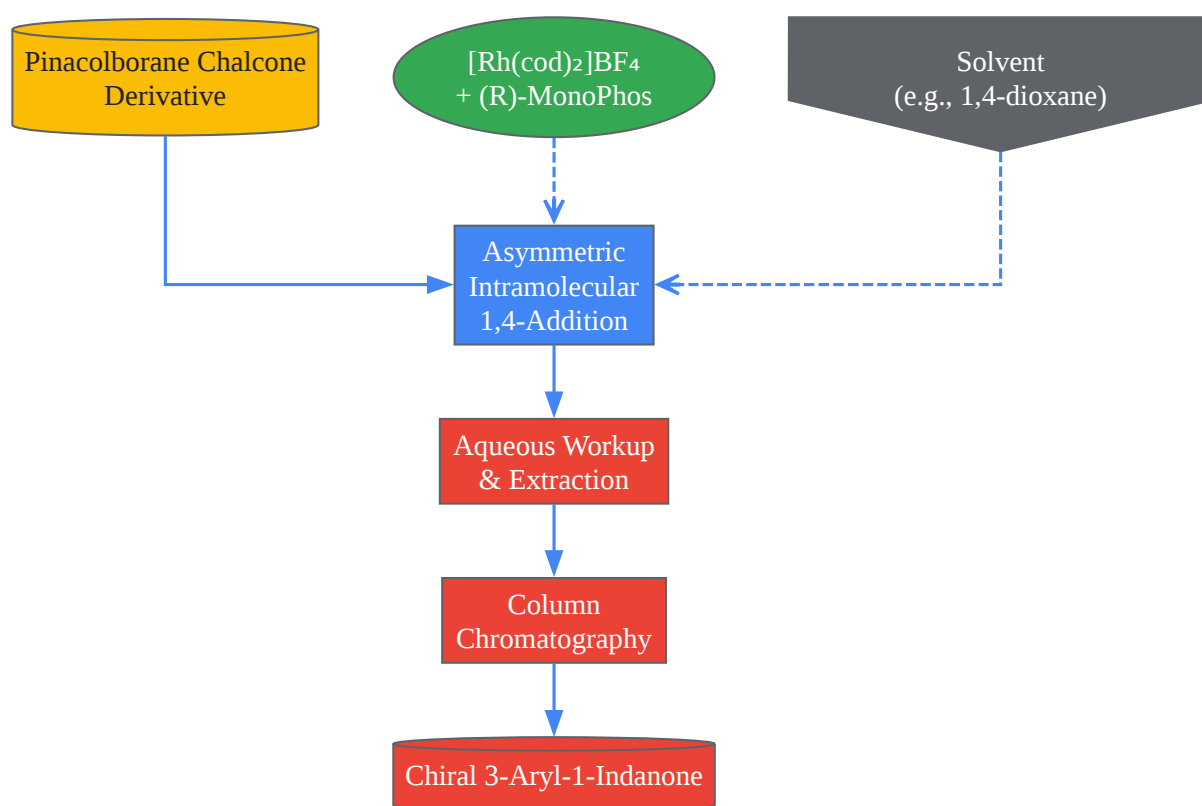 Pinacolborane Chalcone
Derivative
[Rh(cod)₂]BF₄
+ (R)-MonoPhos
Solvent
(e.g., 1,4-dioxane)
Asymmetric
Intramolecular
1,4-Addition
Aqueous Workup
& Extraction
Column
Chromatography
Chiral 3-Aryl-1-Indanone